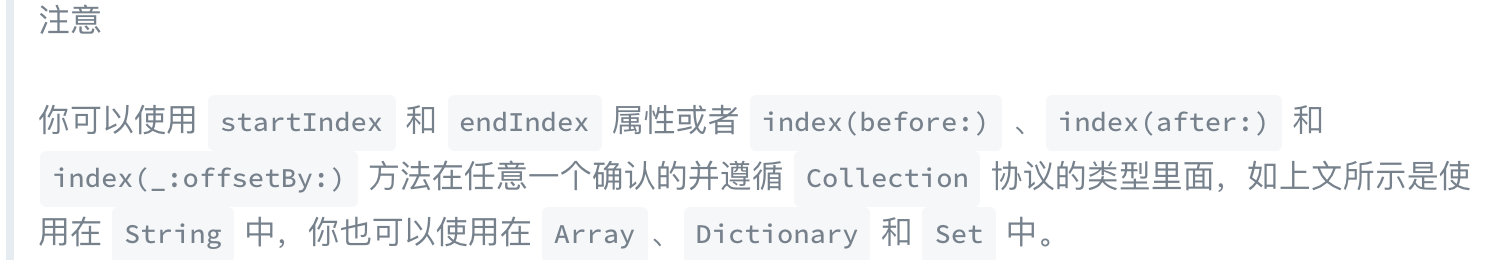 注意
你可以使用 startIndex 和 endIndex 属性或者 index(before:) 、index(after:) 和
index(_:offsetBy:) 方法在任意一个确认的并遵循 Collection 协议的类型里面，如上文所示是使
用在 String 中，你也可以使用在 Array 、Dictionary 和 Set 中。